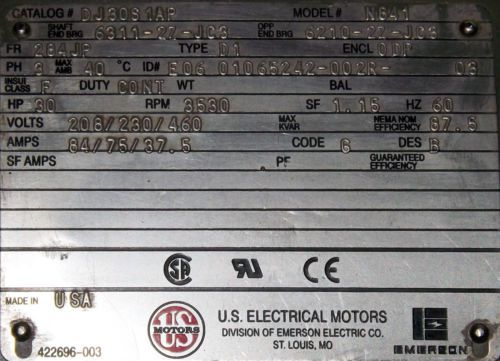 CATALOG # DJ30S1AP MODEL # N641
SHAFT END BRG 6311-2Z-JC3 OPP END BRG 6210-2Z-JC3
FR 284JP TYPE D1 ENCL ODP
PH 3 MAX AMB 40 °C ID# E06 01065242-002R- 03
INSUL CLASS F DUTY CONT WT BAL
HP 30 RPM 3530 SF 1.15 HZ 60
VOLTS 208/230/460 MAX KVAR NEMA NOM EFFICIENCY 87.5
AMPS 84/75/37.5 CODE G DES B
SF AMPS PF GUARANTEED EFFICIENCY
MADE IN USA
US MOTORS
U.S. ELECTRICAL MOTORS
DIVISION OF EMERSON ELECTRIC CO.
ST. LOUIS, MO
EMERSON
422696-003